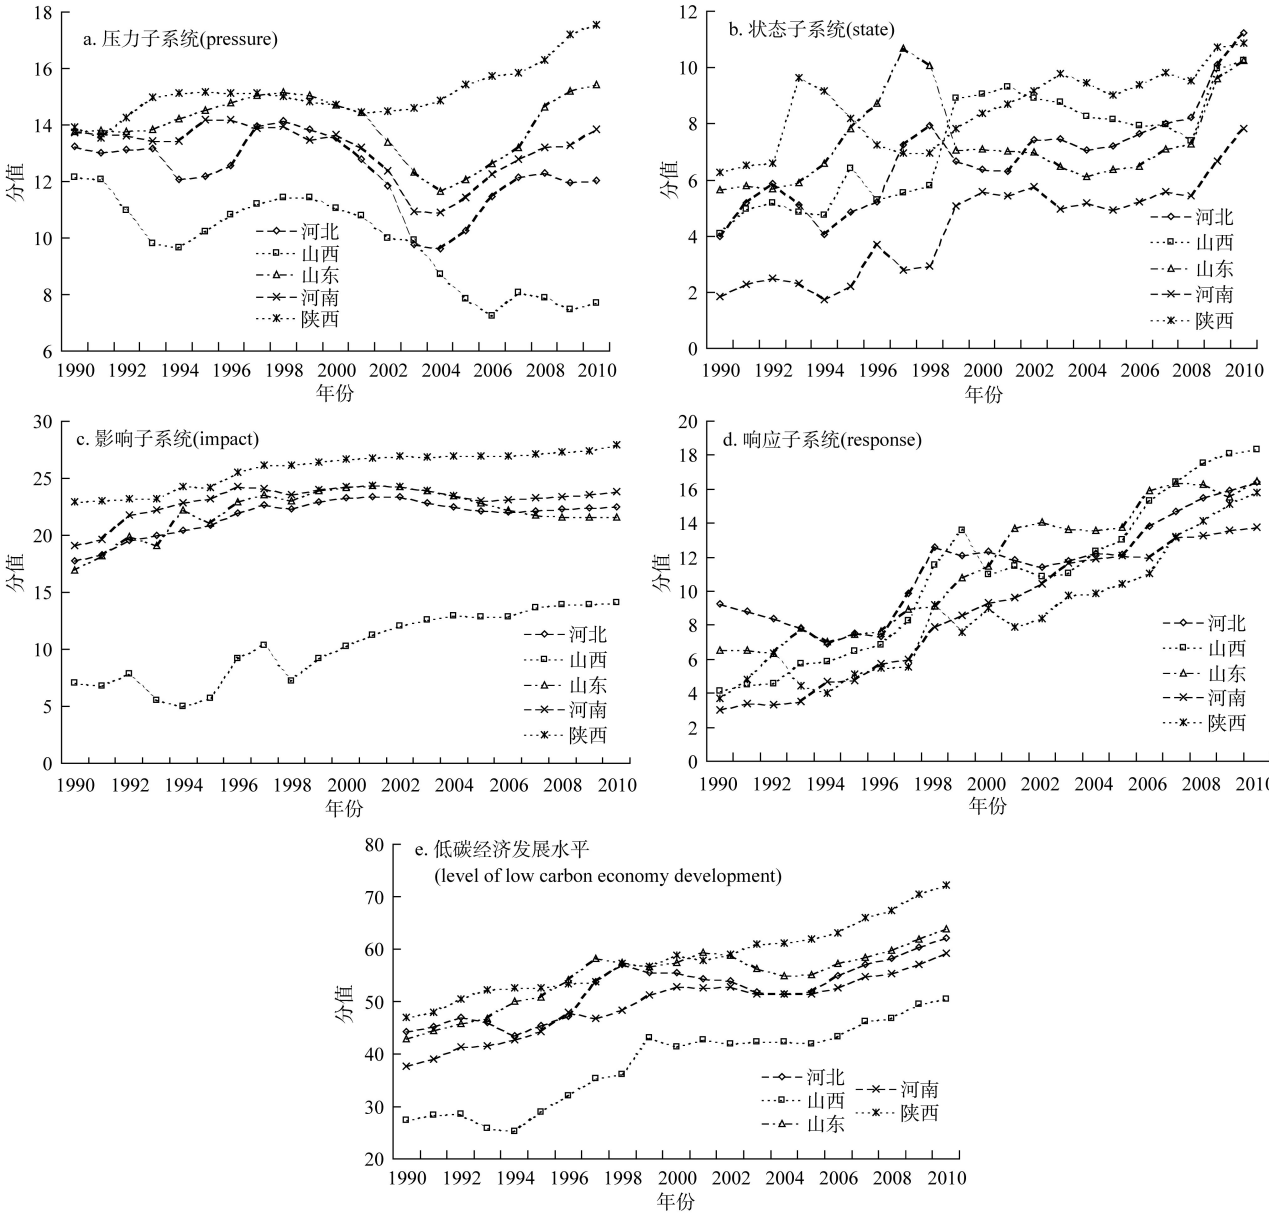 a. 压力子系统(pressure)
18
16
14
12
10
8
6
分值
河北
山西
山东
河南
陕西
1990 1992 1994 1996 1998 2000 2002 2004 2006 2008 2010
年份
b. 状态子系统(state)
12
10
8
6
4
2
0
分值
河北
山西
山东
河南
陕西
1990 1992 1994 1996 1998 2000 2002 2004 2006 2008 2010
年份
c. 影响子系统(impact)
30
25
20
15
10
5
0
分值
河北
山西
山东
河南
陕西
1990 1992 1994 1996 1998 2000 2002 2004 2006 2008 2010
年份
d. 响应子系统(response)
20
18
16
14
12
10
8
6
4
2
0
分值
河北
山西
山东
河南
陕西
1990 1992 1994 1996 1998 2000 2002 2004 2006 2008 2010
年份
e. 低碳经济发展水平
(level of low carbon economy development)
80
70
60
50
40
30
20
分值
河北
山西
山东
河南
陕西
1990 1992 1994 1996 1998 2000 2002 2004 2006 2008 2010
年份